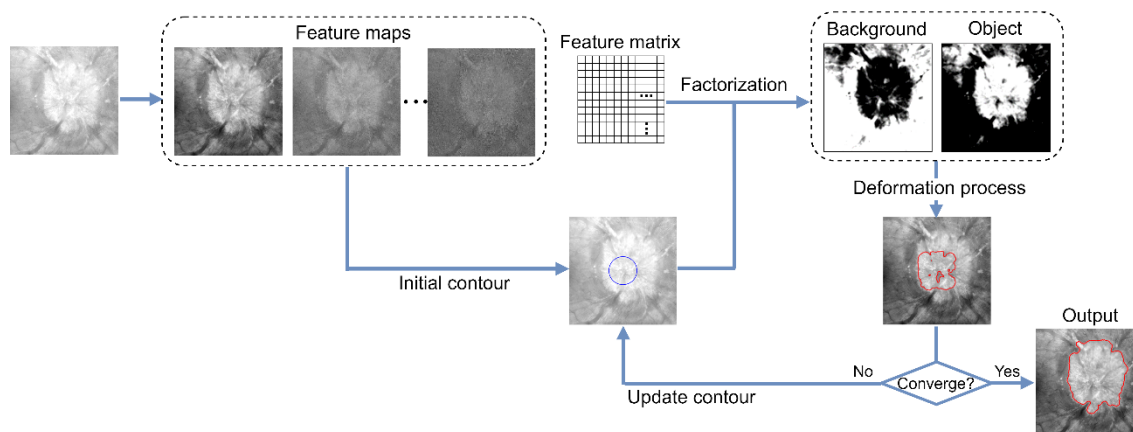 Feature maps
Feature matrix
Factorization
Background
Object
Deformation process
Initial contour
Output
No
Converge?
Yes
Update contour